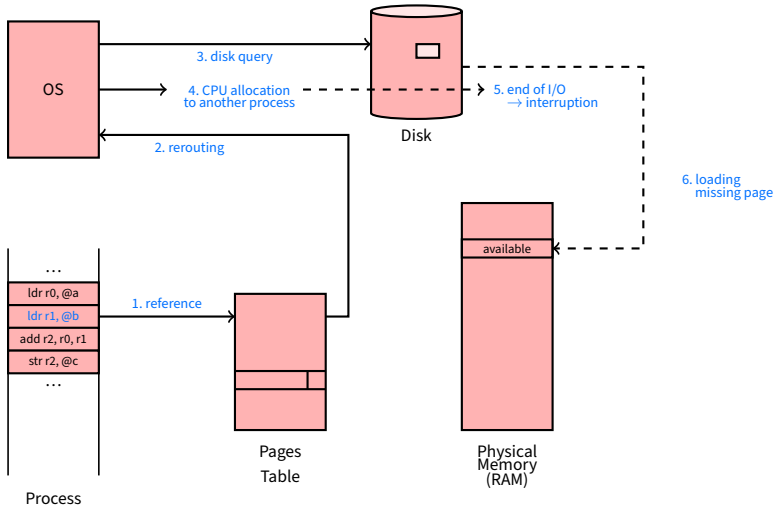 3. disk query
OS
4. CPU allocation
to another process
5. end of I/O
→ interruption
Disk
2. rerouting
6. loading
missing page
available
...
ldr r0, @a
ldr r1, @b
add r2, r0, r1
str r2, @c
...
1. reference
Pages
Table
Physical
Memory
(RAM)
Process